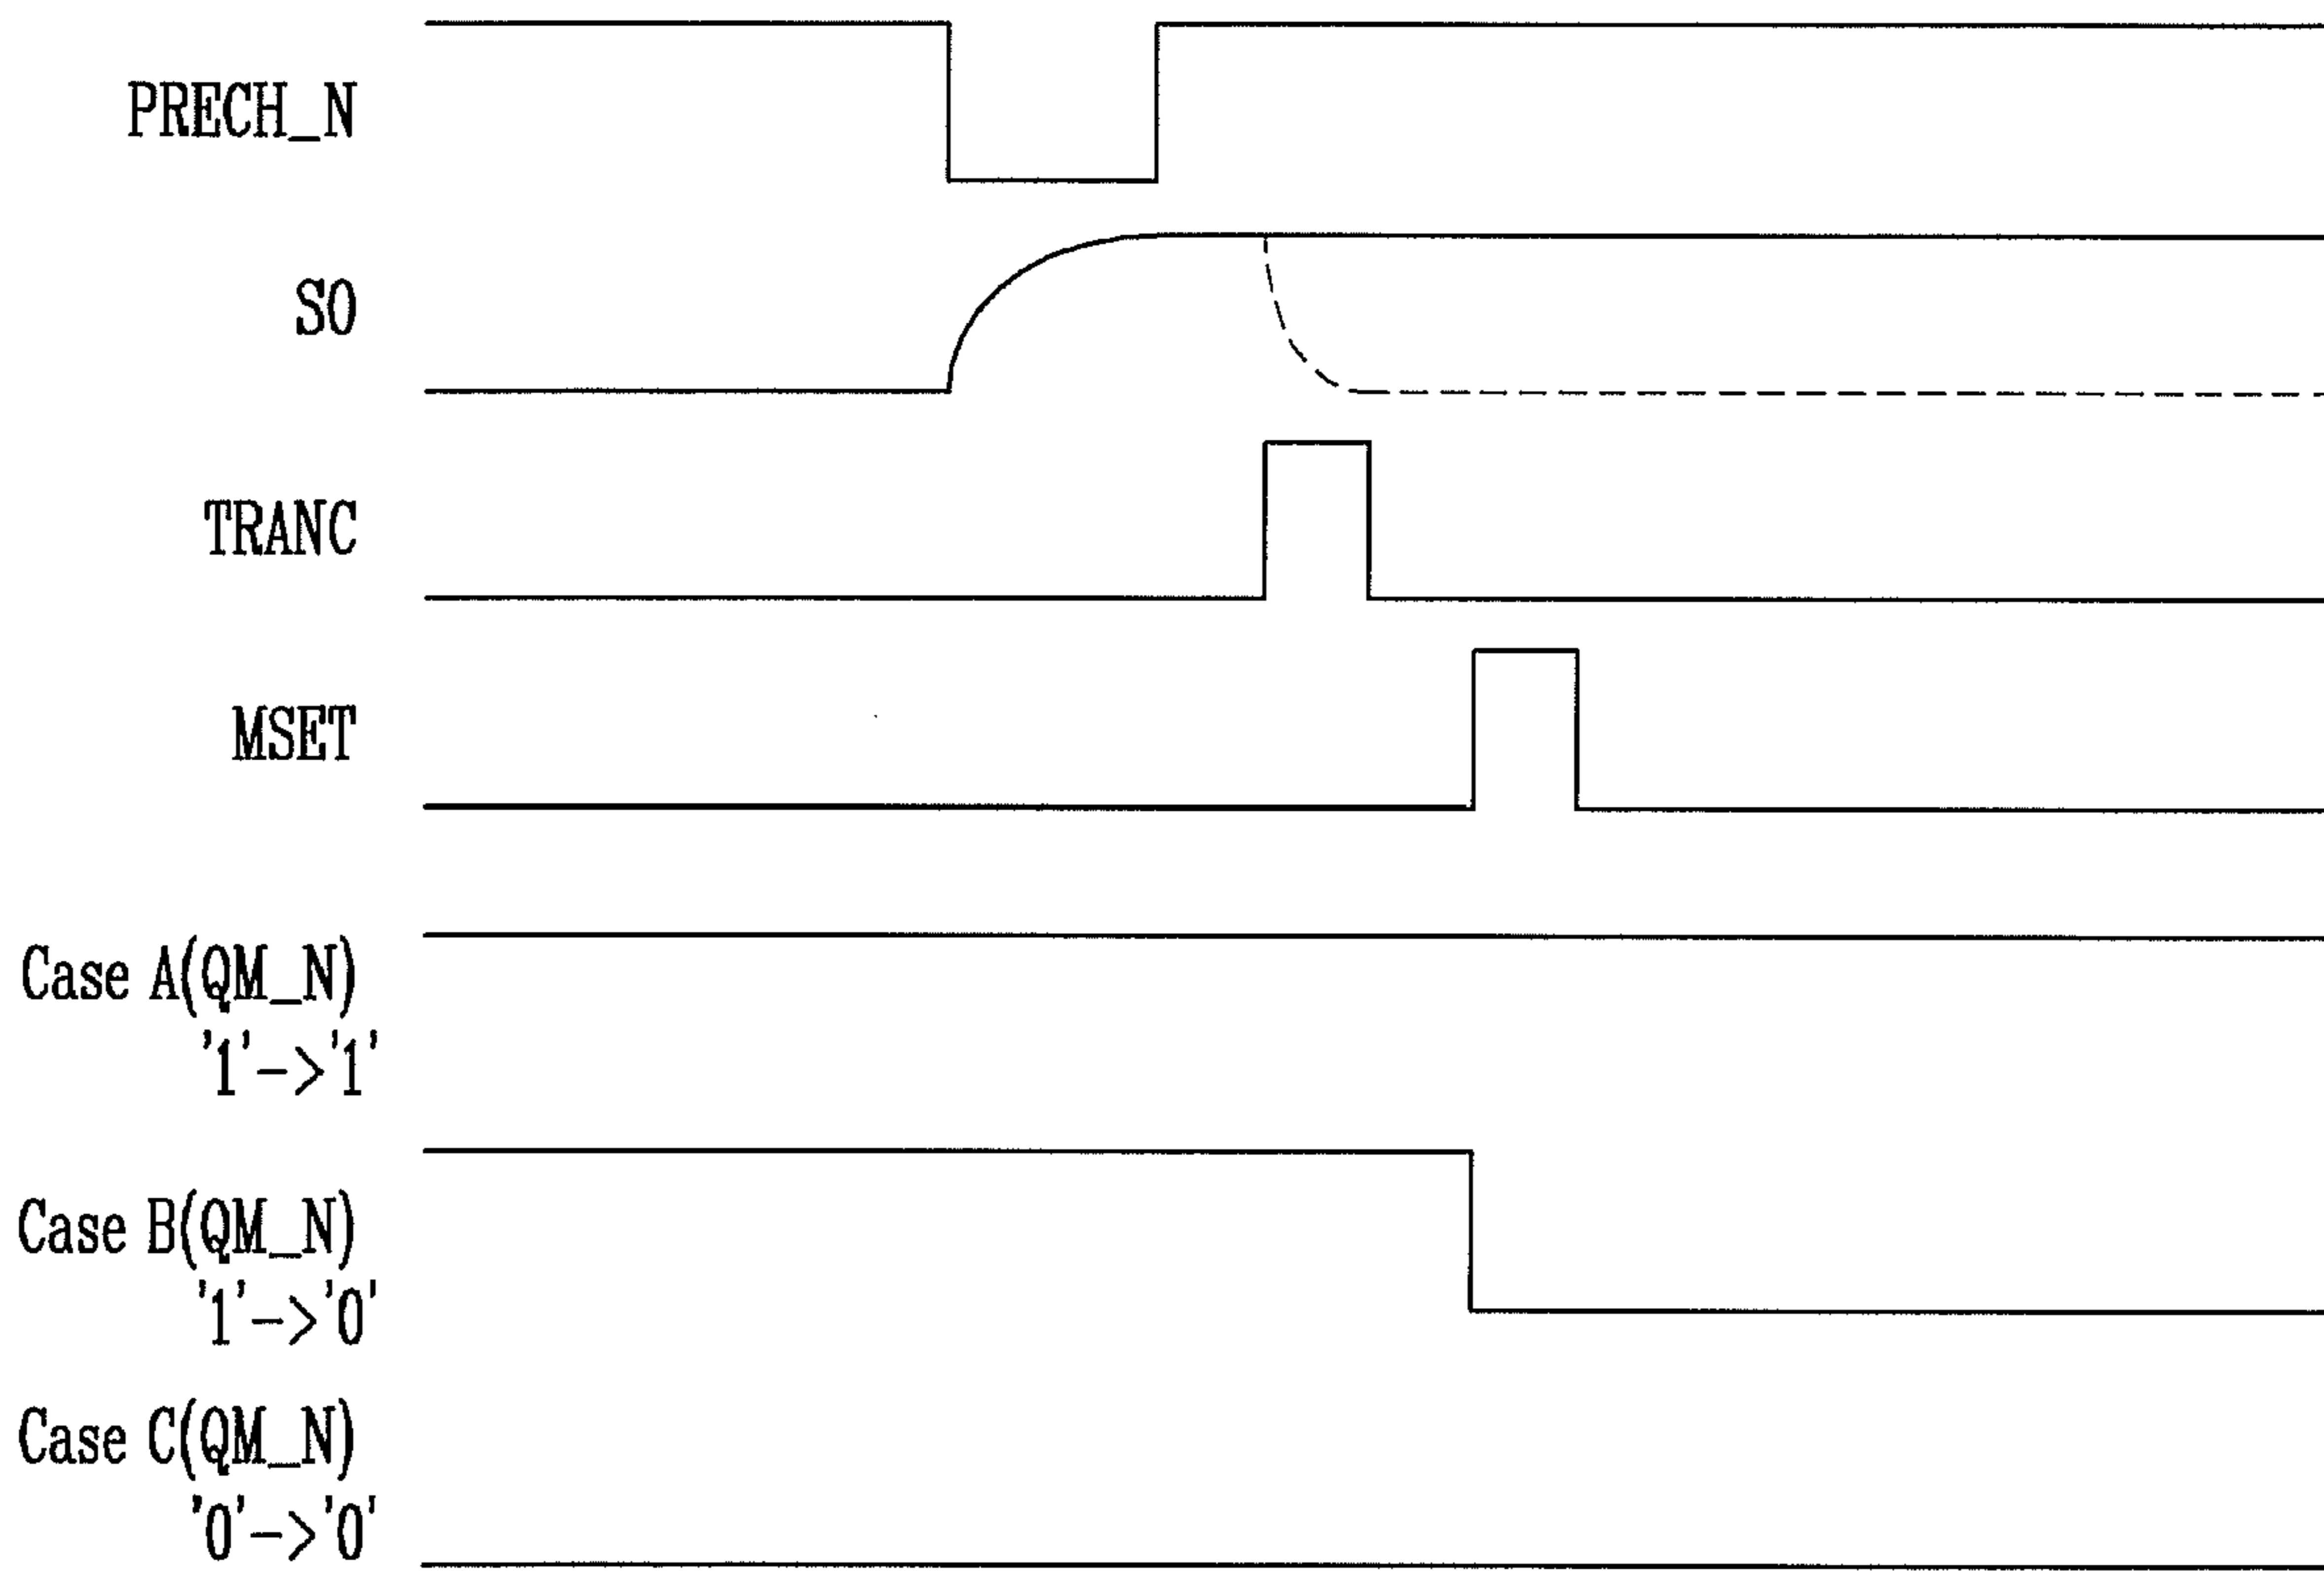 PRECH_N
SO
TRANC
MSET
Case A(QM_N)
'1'->'1'
Case B(QM_N)
'1'->'0'
Case C(QM_N)
'0'->'0'